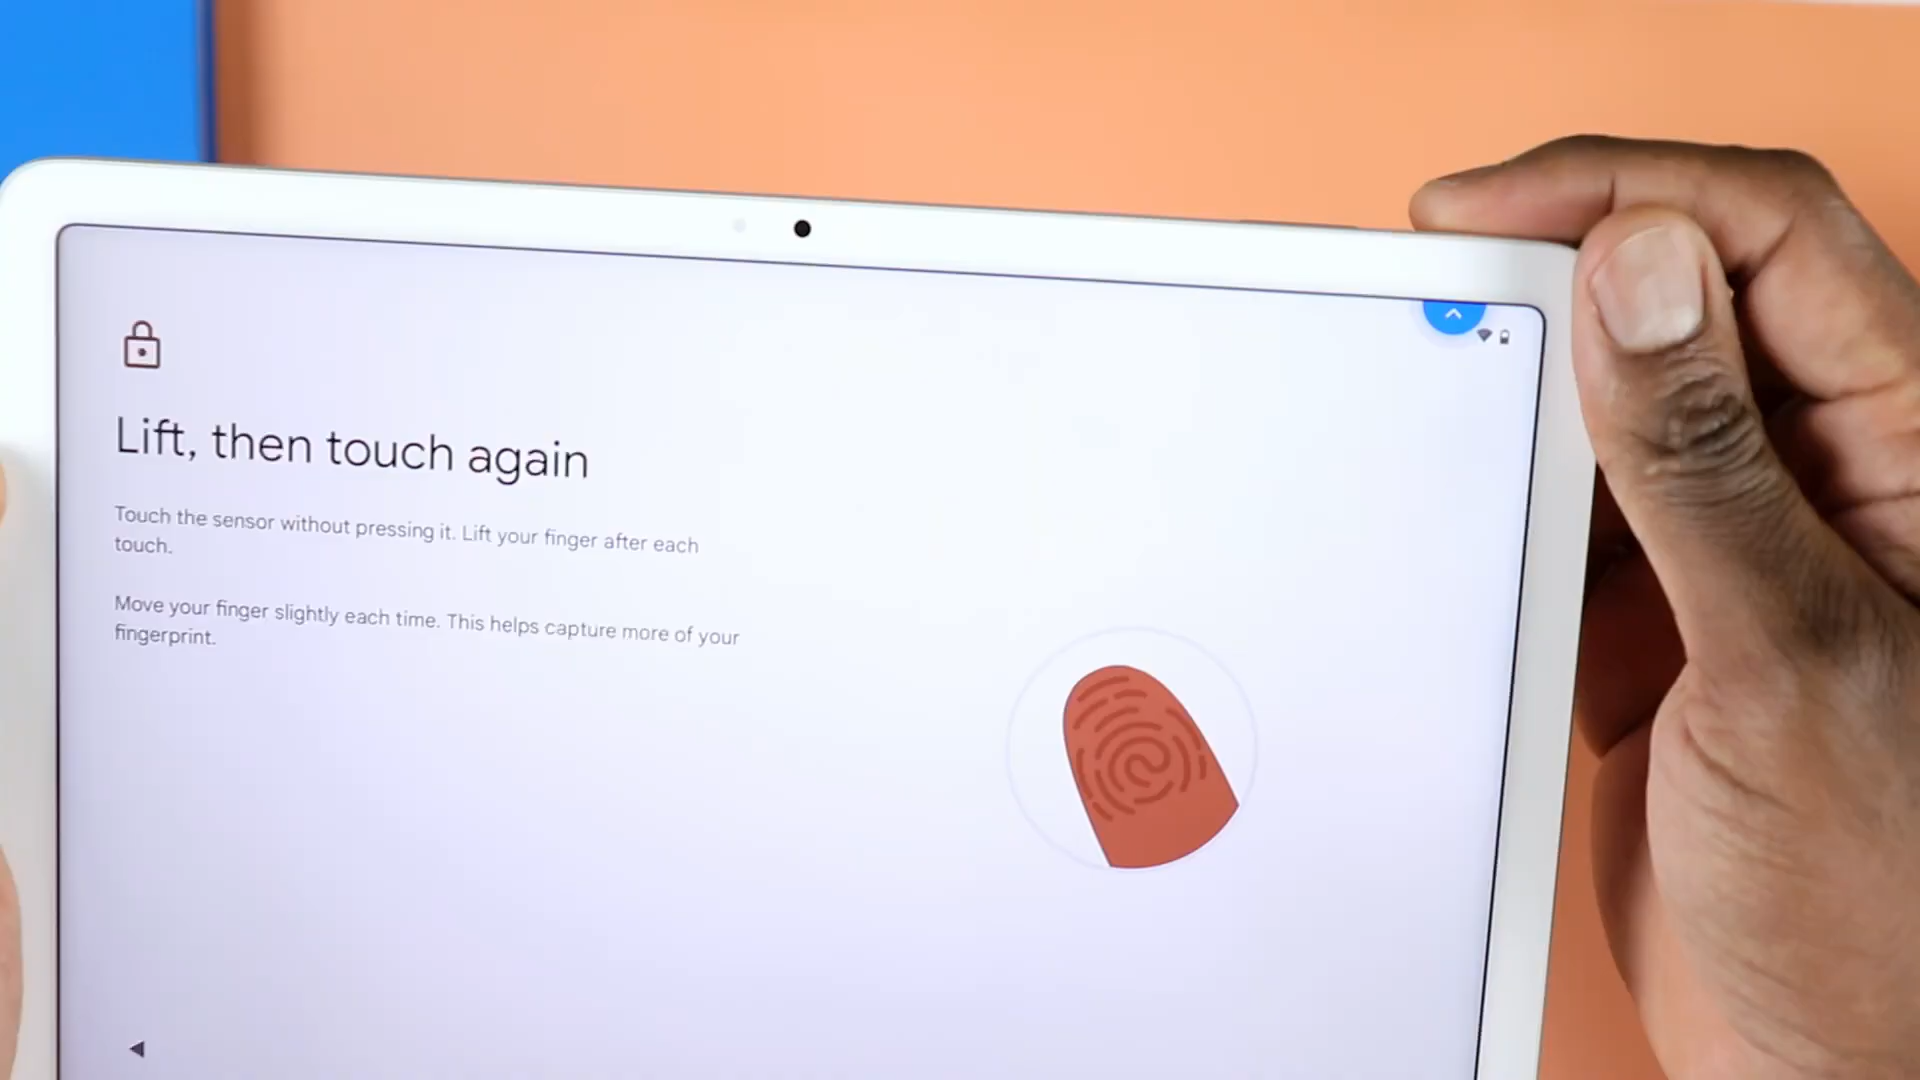 Lift, then touch again
Touch the sensor without pressing it. Lift your finger after each
touch.
Move your finger slightly each time. This helps capture more of your
fingerprint.